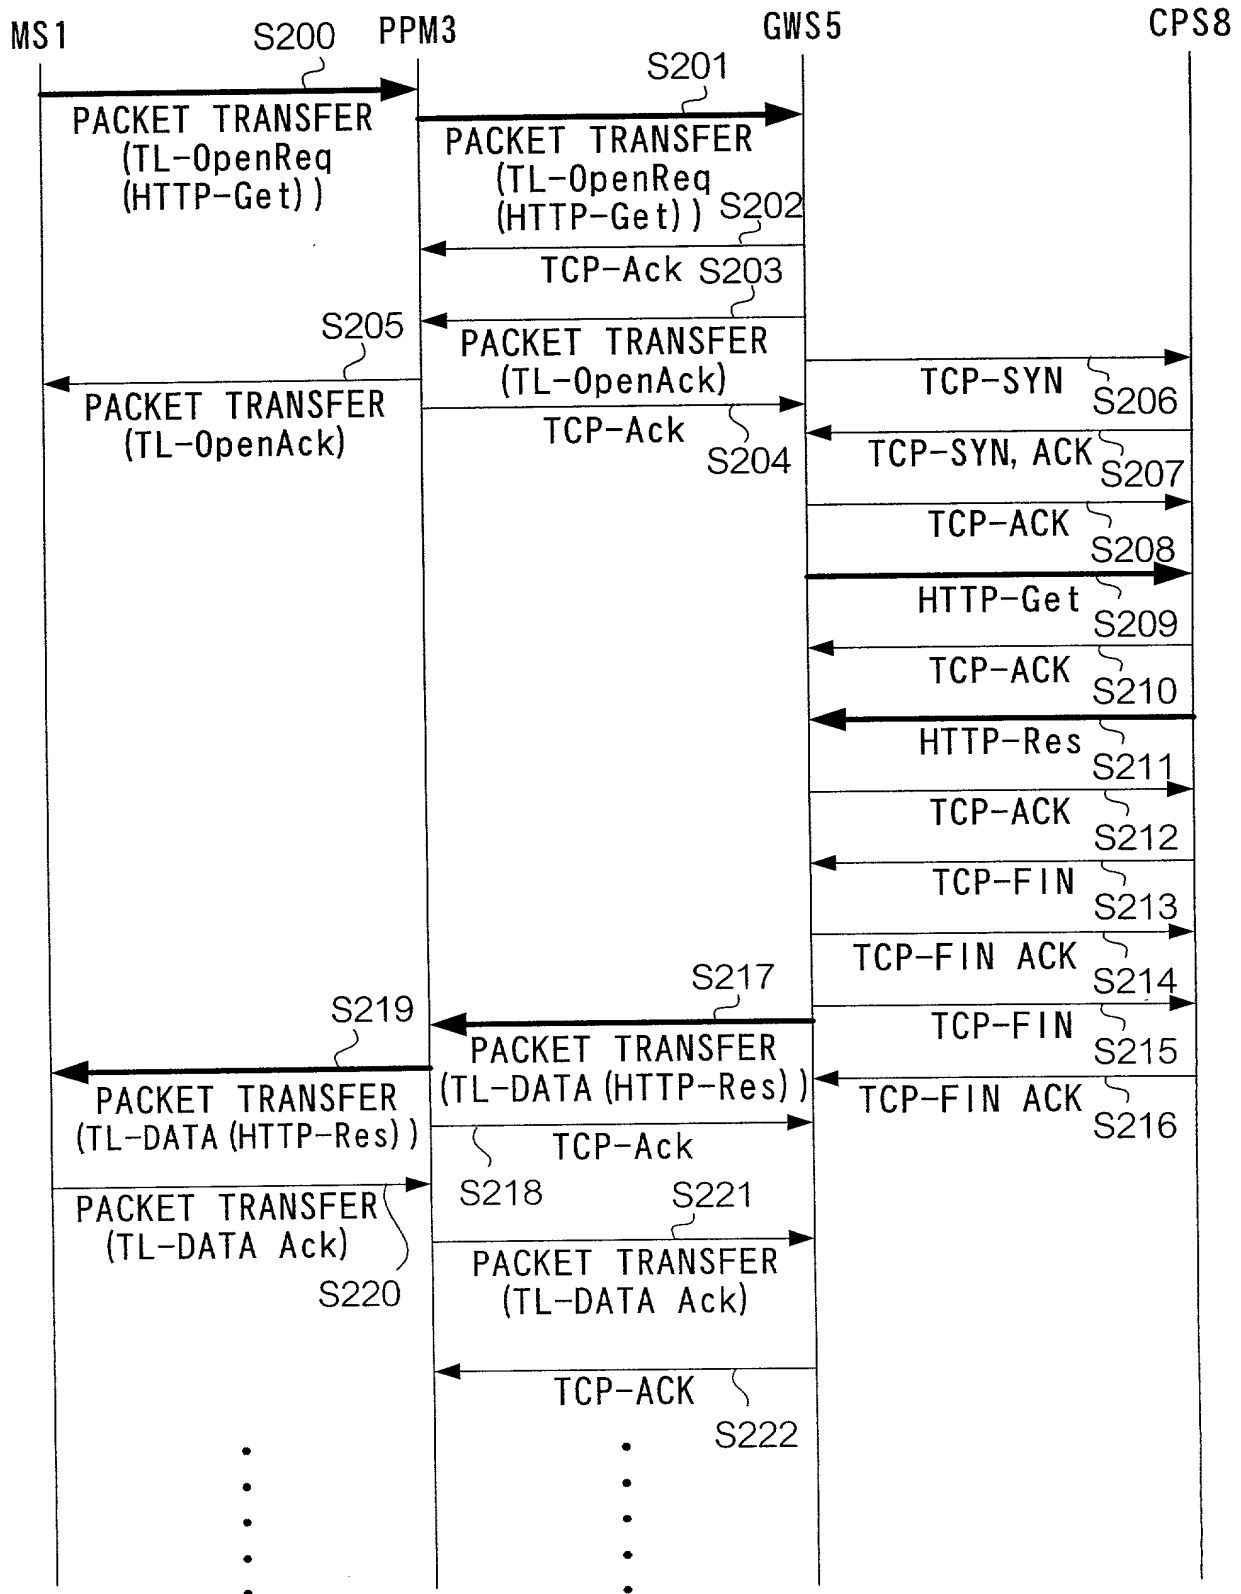 MS1
PPM3
GWS5
CPS8
S200
PACKET TRANSFER
(TL-OpenReq
(HTTP-Get))
S201
PACKET TRANSFER
(TL-OpenReq
(HTTP-Get))
S202
TCP-Ack
S203
PACKET TRANSFER
(TL-OpenAck)
S205
PACKET TRANSFER
(TL-OpenAck)
TCP-Ack
S204
TCP-SYN
S206
TCP-SYN, ACK
S207
TCP-ACK
S208
HTTP-Get
S209
TCP-ACK
S210
HTTP-Res
S211
TCP-ACK
S212
TCP-FIN
S213
TCP-FIN ACK
S214
TCP-FIN
S215
TCP-FIN ACK
S216
S217
PACKET TRANSFER
(TL-DATA (HTTP-Res))
S219
PACKET TRANSFER
(TL-DATA (HTTP-Res))
TCP-Ack
S218
PACKET TRANSFER
(TL-DATA Ack)
S220
S221
PACKET TRANSFER
(TL-DATA Ack)
TCP-ACK
S222